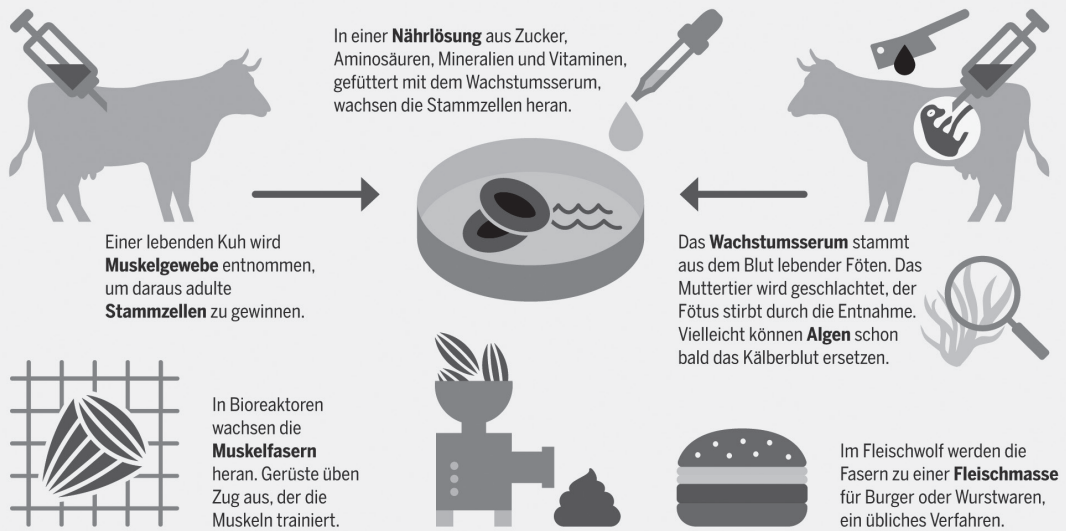 In einer Nährlösung aus Zucker,
Aminosäuren, Mineralien und Vitaminen,
gefüttert mit dem Wachstumsserum,
wachsen die Stammzellen heran.
Einer lebenden Kuh wird
Muskelgewebe entnommen,
um daraus adulte
Stammzellen zu gewinnen.
Das Wachstumsserum stammt
aus dem Blut lebender Föten. Das
Muttertier wird geschlachtet, der
Fötus stirbt durch die Entnahme.
Vielleicht können Algen schon
bald das Kälberblut ersetzen.
In Bioreaktoren
wachsen die
Muskelfasern
heran. Gerüste üben
Zug aus, der die
Muskeln trainiert.
Im Fleischwolf werden die
Fasern zu einer Fleischmasse
für Burger oder Wurstwaren,
ein übliches Verfahren.